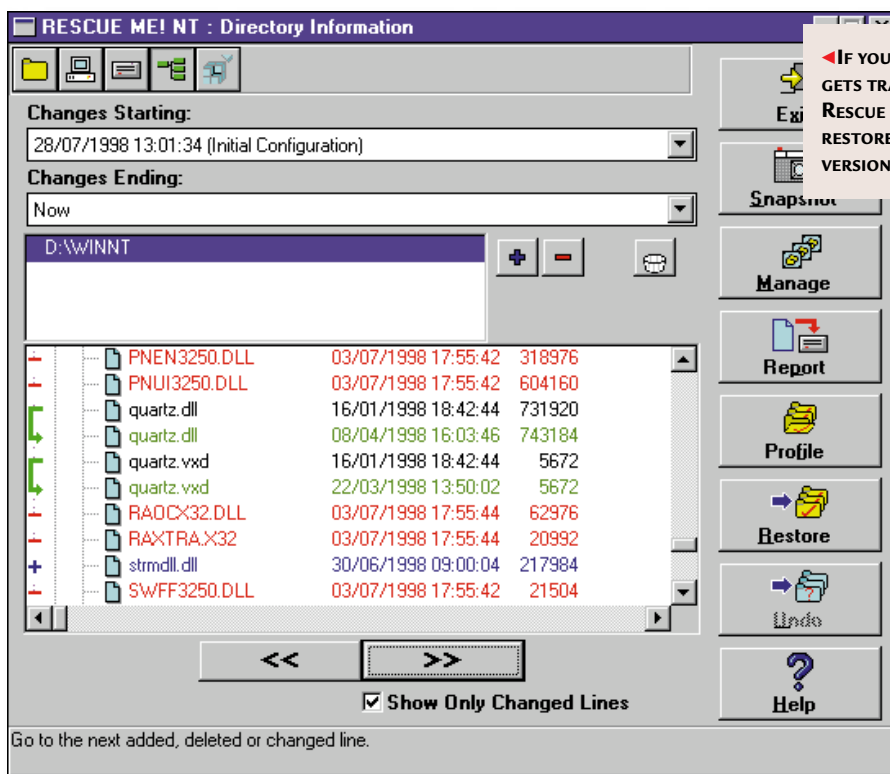 RESCUE ME! NT : Directory Information
Changes Starting:
28/07/1998 13:01:34 (Initial Configuration)
Changes Ending:
Now
D:\WINNT
PNEN3250.DLL 03/07/1998 17:55:42 318976
PNUI3250.DLL 03/07/1998 17:55:42 604160
quartz.dll 16/01/1998 18:42:44 731920
quartz.dll 08/04/1998 16:03:46 743184
quartz.vxd 16/01/1998 18:42:44 5672
quartz.vxd 22/03/1998 13:50:02 5672
RAOCX32.DLL 03/07/1998 17:55:44 62976
RAXTRA.X32 03/07/1998 17:55:44 20992
strmdll.dll 30/06/1998 09:00:04 217984
SWFF3250.DLL 03/07/1998 17:55:42 21504
<< >>
Show Only Changed Lines
Go to the next added, deleted or changed line.
Snapshot
Manage
Report
Profile
Restore
Undo
Help
IF YOU
GETS
RESCUE
RESTORE
VERSION